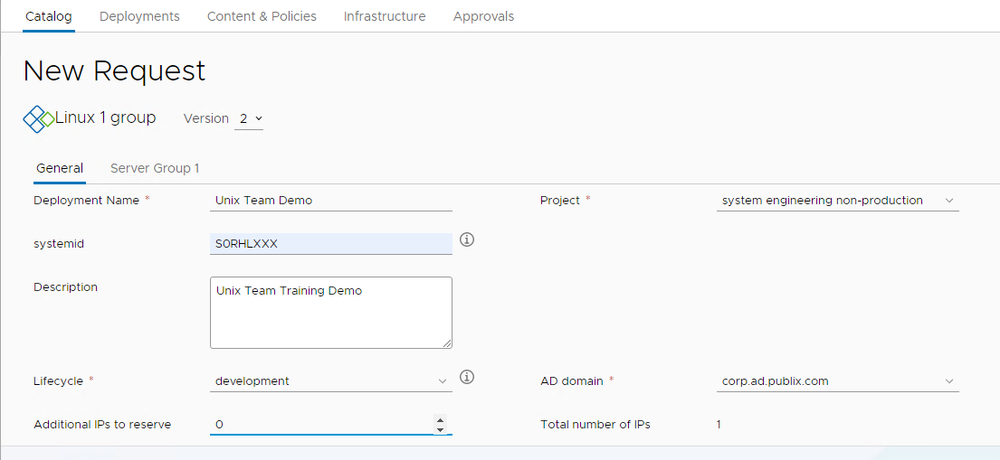 Catalog Deployments Content & Policies Infrastructure Approvals
New Request
Linux 1 group Version 2
General Server Group 1
Deployment Name * Unix Team Demo Project * system engineering non-production
systemid S0RHLXXX
Description Unix Team Training Demo
Lifecycle * development AD domain * corp.ad.publix.com
Additional IPs to reserve 0 Total number of IPs 1